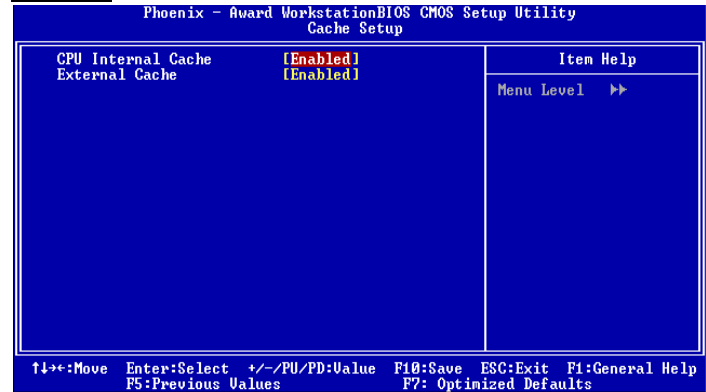 Phoenix - Award WorkstationBIOS CMOS Setup Utility
Cache Setup
CPU Internal Cache [Enabled]
External Cache [Enabled]
Item Help
Menu Level ▶▶
↑↓→←:Move Enter:Select +/-/PU/PD:Value F10:Save ESC:Exit F1:General Help
F5:Previous Values F7: Optimized Defaults